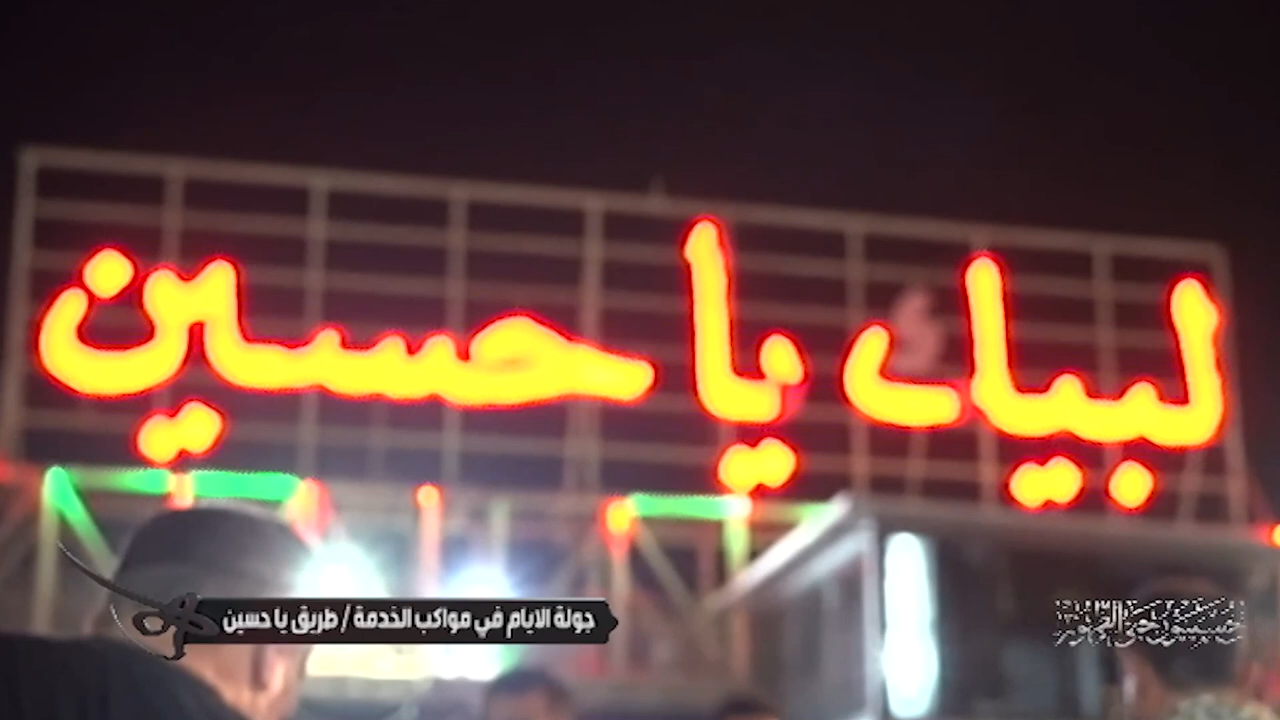 لبيك يا حسين
جولة الايام في مواكب الخدمة / طريق يا حسين